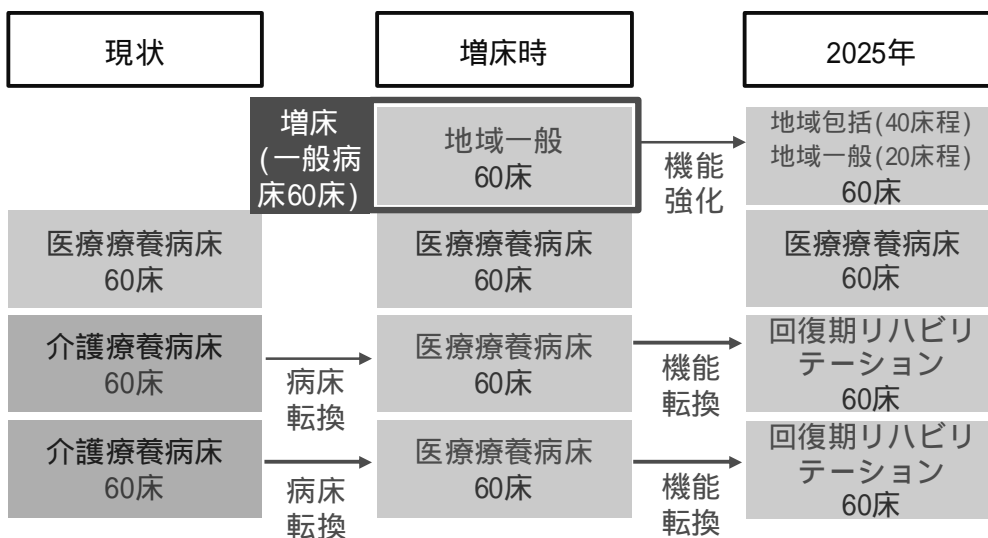 現状
増床時
2025年
増床
(一般病
床60床)
地域一般
60床
機能
強化
地域包括(40床程)
地域一般(20床程)
60床
医療療養病床
60床
医療療養病床
60床
医療療養病床
60床
介護療養病床
60床
病床
転換
医療療養病床
60床
機能
転換
回復期リハビリ
テーション
60床
介護療養病床
60床
病床
転換
医療療養病床
60床
機能
転換
回復期リハビリ
テーション
60床